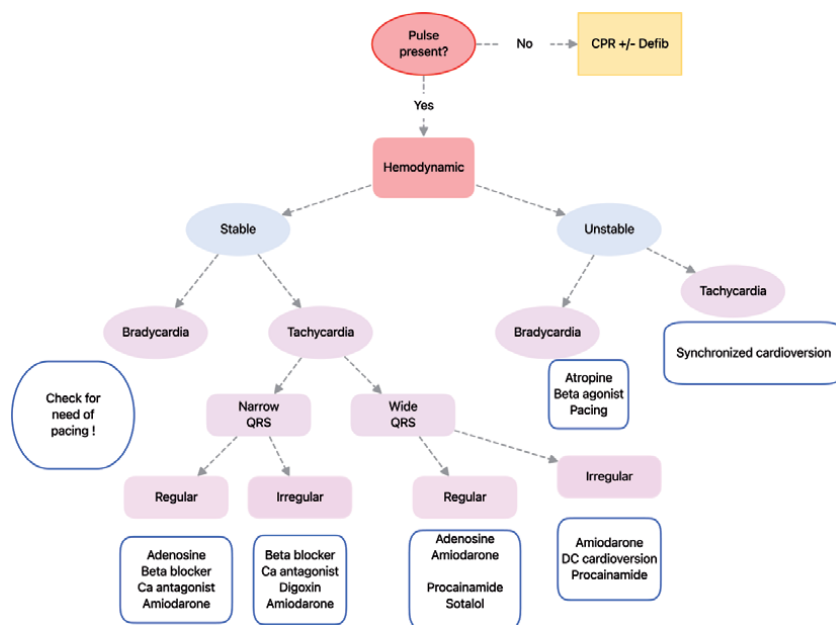 Pulse
present?
No
CPR +/- Defib
Yes
Hemodynamic
Stable
Unstable
Bradycardia
Tachycardia
Bradycardia
Tachycardia
Synchronized cardioversion
Check for
need of
pacing !
Atropine
Beta agonist
Pacing
Narrow
QRS
Wide
QRS
Regular
Irregular
Regular
Irregular
Adenosine
Beta blocker
Ca antagonist
Amiodarone
Beta blocker
Ca antagonist
Digoxin
Amiodarone
Adenosine
Amiodarone
Procainamide
Sotalol
Amiodarone
DC cardioversion
Procainamide